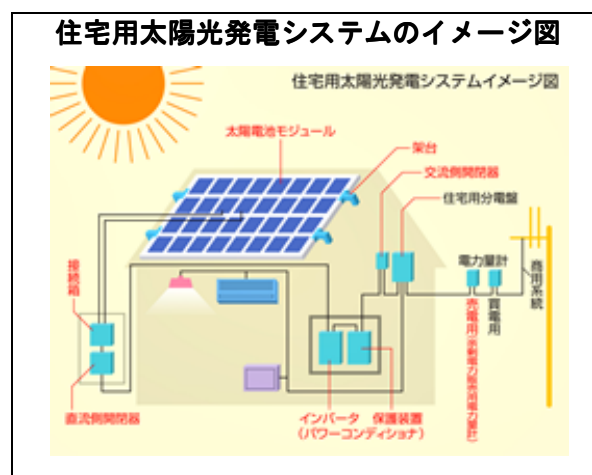 住宅用太陽光発電システムのイメージ図
住宅用太陽光発電システムイメージ図
太陽電池モジュール
架台
交流側開閉器
住宅用分電盤
電力量計
商用系統
接続箱
売電用(余剰電力販売用電力量計)
買電用
直流側開閉器
インバータ
(パワーコンディショナ)
保護装置